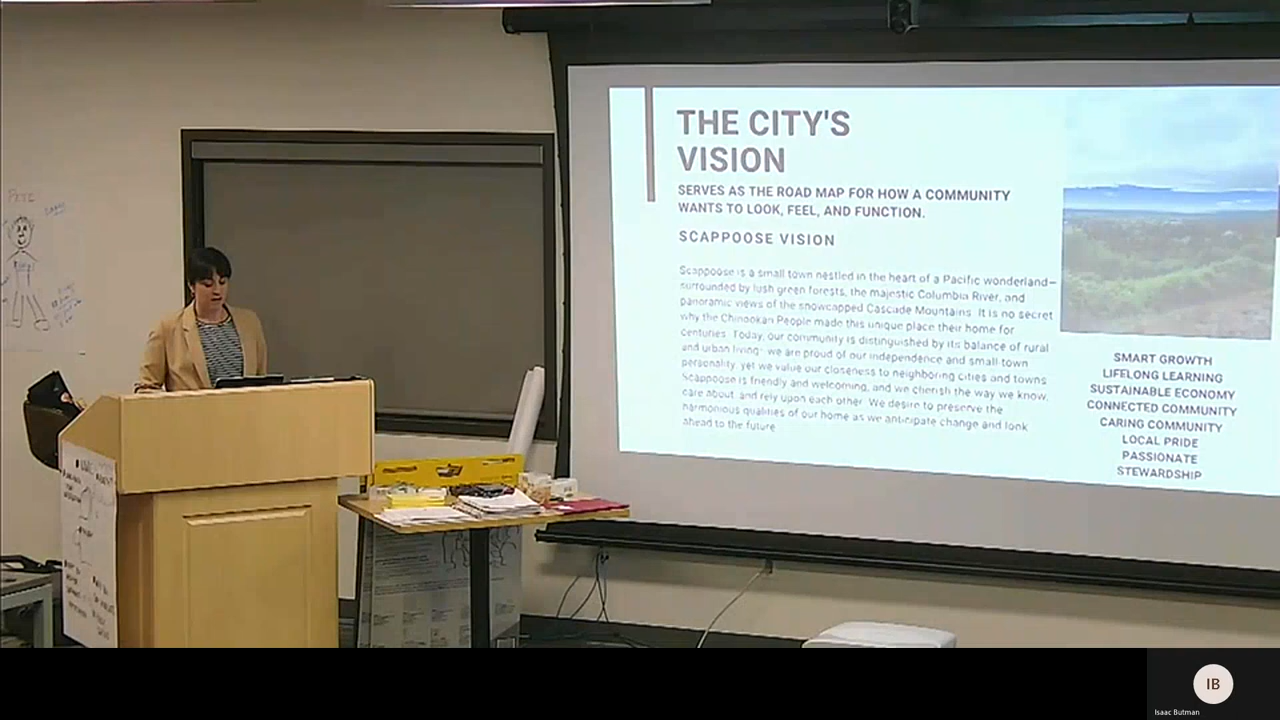 PETE
THE CITY'S
VISION
SERVES AS THE ROAD MAP FOR HOW A COMMUNITY
WANTS TO LOOK, FEEL, AND FUNCTION.
SCAPPOOSE VISION
Scappoose is a small town nestled in the heart of a Pacific wonderland—
surrounded by lush green forests, the majestic Columbia River, and
panoramic views of the snowcapped Cascade Mountains. It is no secret
why the Chinookan People made this unique place their home for
centuries. Today, our community is distinguished by its balance of rural
and urban living- we are proud of our independence and small-town
personality, yet we value our closeness to neighboring cities and towns.
Scappoose is friendly and welcoming, and we cherish the way we know,
care about, and rely upon each other. We desire to preserve the
harmonious qualities of our home as we anticipate change and look
ahead to the future.
SMART GROWTH
LIFELONG LEARNING
SUSTAINABLE ECONOMY
CONNECTED COMMUNITY
CARING COMMUNITY
LOCAL PRIDE
PASSIONATE
STEWARDSHIP
IB
Isaac Butman